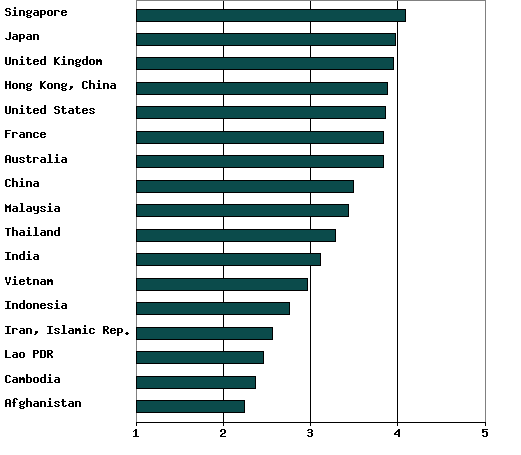 Singapore
Japan
United Kingdom
Hong Kong, China
United States
France
Australia
China
Malaysia
Thailand
India
Vietnam
Indonesia
Iran, Islamic Rep.
Lao PDR
Cambodia
Afghanistan
1 2 3 4 5